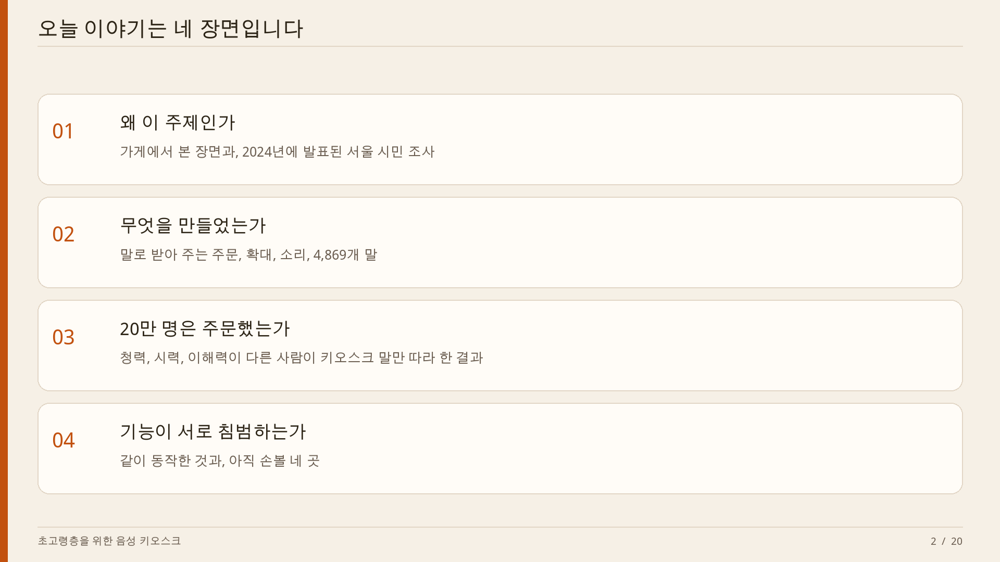 오늘 이야기는 네 장면입니다
01
왜 이 주제인가
가게에서 본 장면과, 2024년에 발표된 서울 시민 조사
02
무엇을 만들었는가
말로 받아 주는 주문, 확대, 소리, 4,869개 말
03
20만 명은 주문했는가
청력, 시력, 이해력이 다른 사람이 키오스크 말만 따라 한 결과
04
기능이 서로 침범하는가
같이 동작한 것과, 아직 손볼 네 곳
초고령층을 위한 음성 키오스크
2 / 20